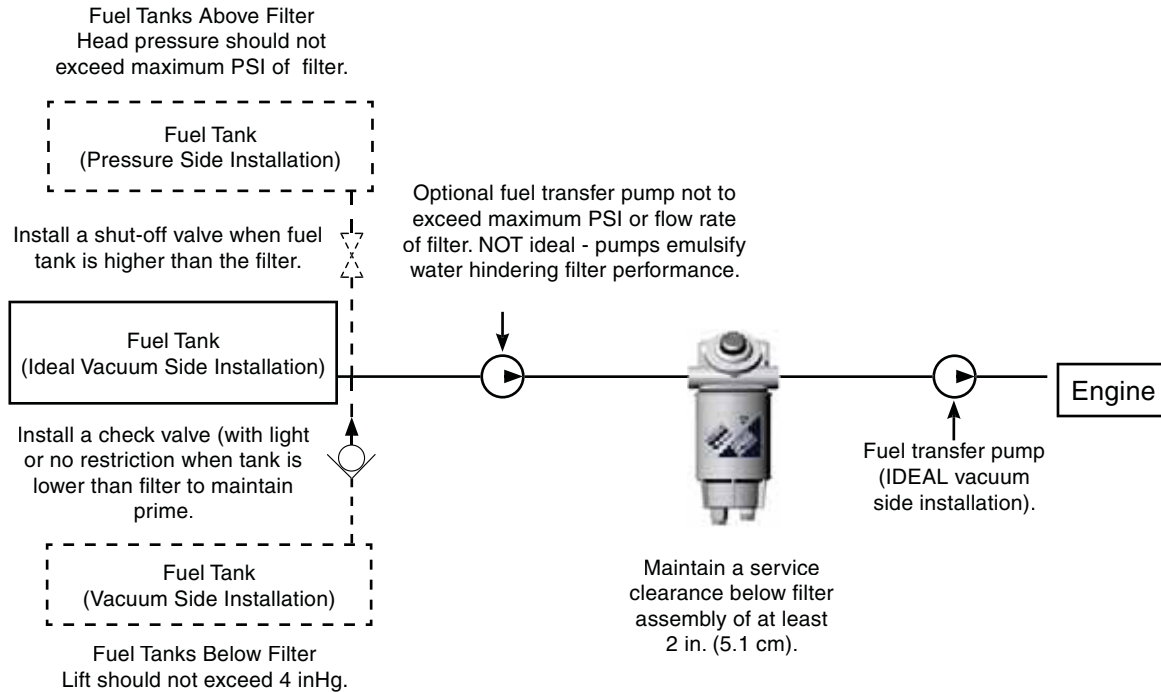 Fuel Tanks Above Filter
Head pressure should not
exceed maximum PSI of filter.
Fuel Tank
(Pressure Side Installation)
Install a shut-off valve when fuel
tank is higher than the filter.
Optional fuel transfer pump not to
exceed maximum PSI or flow rate
of filter. NOT ideal - pumps emulsify
water hindering filter performance.
Fuel Tank
(Ideal Vacuum Side Installation)
Engine
Install a check valve (with light
or no restriction when tank is
lower than filter to maintain
prime.
Fuel transfer pump
(IDEAL vacuum
side installation).
Fuel Tank
(Vacuum Side Installation)
Maintain a service
clearance below filter
assembly of at least
2 in. (5.1 cm).
Fuel Tanks Below Filter
Lift should not exceed 4 inHg.